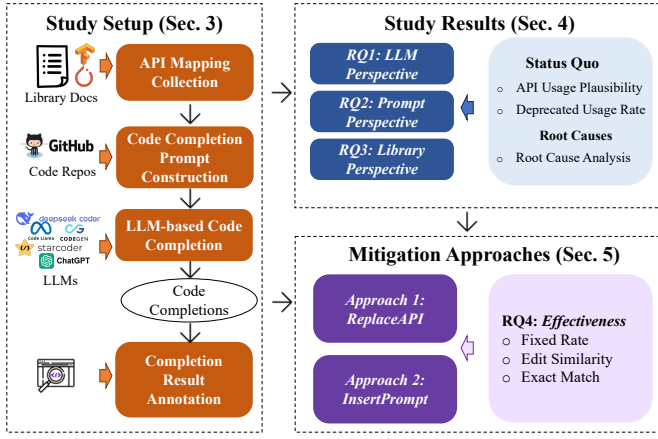 Study Setup (Sec. 3)
Library Docs
API Mapping
Collection
GitHub
Code Repos
Code Completion
Prompt
Construction
deepseek coder
Code Llama
CODEGEN
starcoder
ChatGPT
LLMs
LLM-based Code
Completion
Code
Completions
Completion
Result
Annotation
Study Results (Sec. 4)
RQ1: LLM
Perspective
RQ2: Prompt
Perspective
RQ3: Library
Perspective
Status Quo
○ API Usage Plausibility
○ Deprecated Usage Rate
Root Causes
○ Root Cause Analysis
Mitigation Approaches (Sec. 5)
Approach 1:
ReplaceAPI
Approach 2:
InsertPrompt
RQ4: Effectiveness
○ Fixed Rate
○ Edit Similarity
○ Exact Match